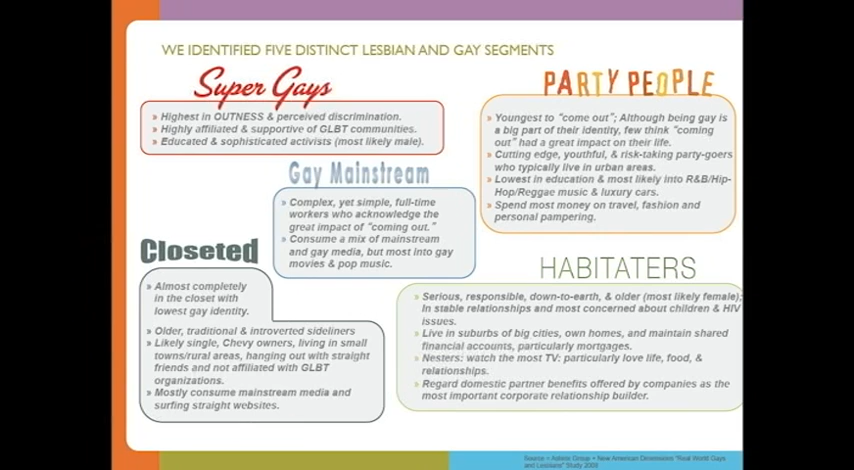 WE IDENTIFIED FIVE DISTINCT LESBIAN AND GAY SEGMENTS
Super Gays
» Highest in OUTNESS & perceived discrimination.
» Highly affiliated & supportive of GLBT communities.
» Educated & sophisticated activists (most likely male).
PARTY PEOPLE
» Youngest to "come out"; Although being gay is
a big part of their identity, few think "coming
out" had a great impact on their life.
» Cutting edge, youthful, & risk-taking party-goers
who typically live in urban areas.
» Lowest in education & most likely into R&B/Hip-
Hop/Reggae music & luxury cars.
» Spend most money on travel, fashion and
personal pampering.
Gay Mainstream
» Complex, yet simple, full-time
workers who acknowledge the
great impact of "coming out."
» Consume a mix of mainstream
and gay media, but most into gay
movies & pop music.
Closeted
» Almost completely
in the closet with
lowest gay identity.
» Older, traditional & introverted sideliners
» Likely single, Chevy owners, living in small
towns/rural areas, hanging out with straight
friends and not affiliated with GLBT
organizations.
» Mostly consume mainstream media and
surfing straight websites.
HABITATERS
» Serious, responsible, down-to-earth, & older (most likely female);
In stable relationships and most concerned about children & HIV
issues.
» Live in suburbs of big cities, own homes, and maintain shared
financial accounts, particularly mortgages.
» Nesters: watch the most TV: particularly love life, food, &
relationships.
» Regard domestic partner benefits offered by companies as the
most important corporate relationship builder.
Source • Group • New American Dimensions "Real World Gays
and Lesbians" Study